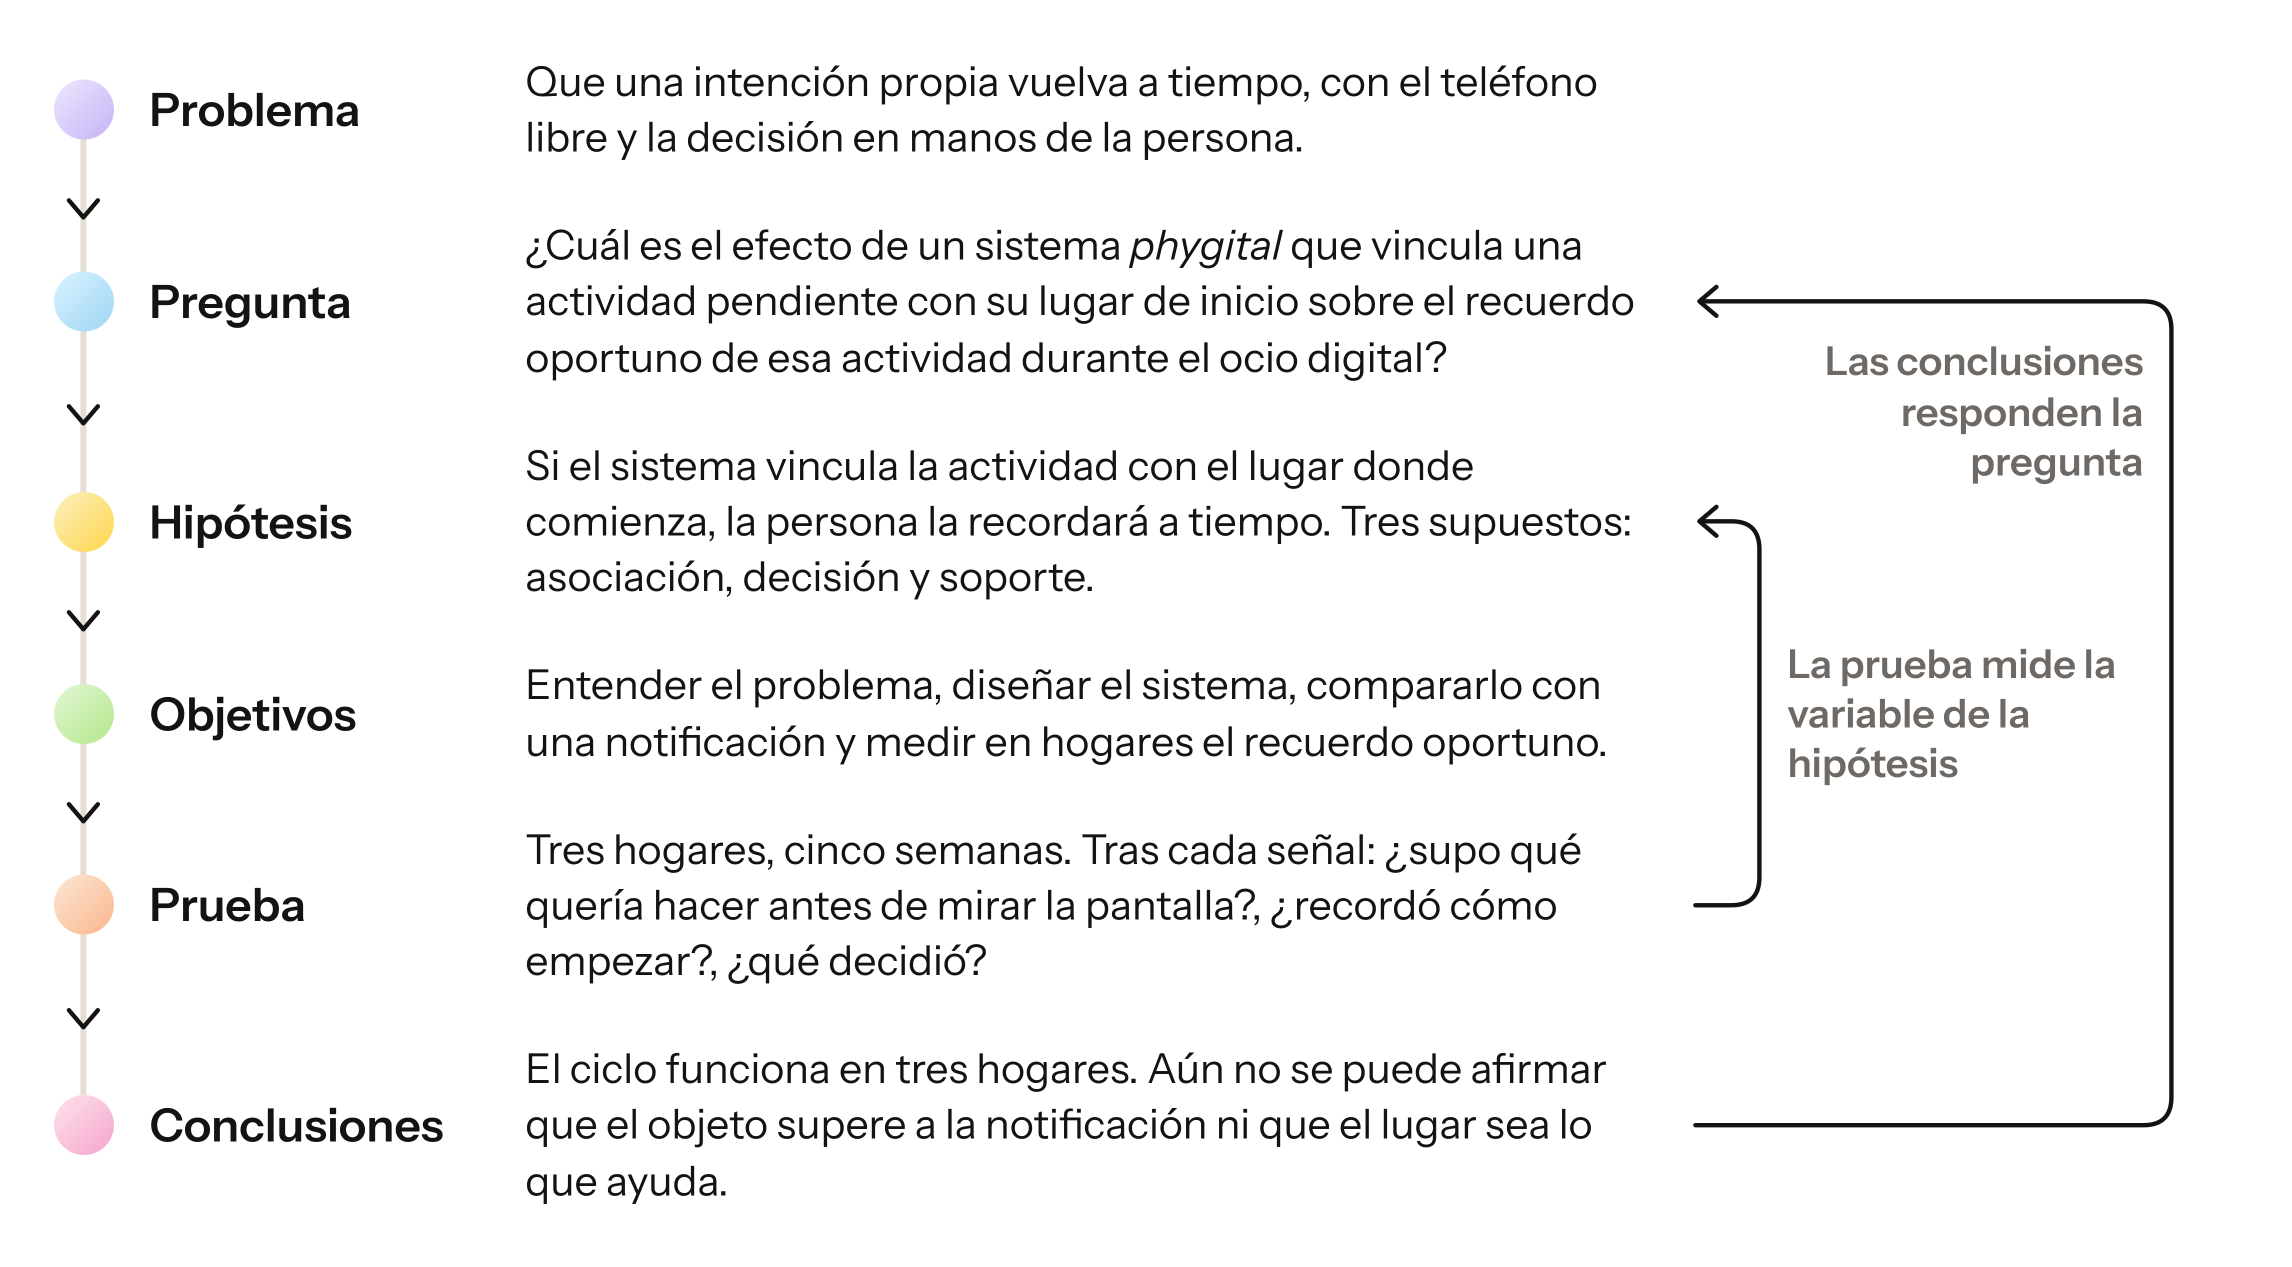 Problema
Que una intención propia vuelva a tiempo, con el teléfono
libre y la decisión en manos de la persona.
Pregunta
¿Cuál es el efecto de un sistema phygital que vincula una
actividad pendiente con su lugar de inicio sobre el recuerdo
oportuno de esa actividad durante el ocio digital?
Las conclusiones
responden la
pregunta
Hipótesis
Si el sistema vincula la actividad con el lugar donde
comienza, la persona la recordará a tiempo. Tres supuestos:
asociación, decisión y soporte.
Objetivos
Entender el problema, diseñar el sistema, compararlo con
una notificación y medir en hogares el recuerdo oportuno.
La prueba mide la
variable de la
hipótesis
Prueba
Tres hogares, cinco semanas. Tras cada señal: ¿supo qué
quería hacer antes de mirar la pantalla?, ¿recordó cómo
empezar?, ¿qué decidió?
Conclusiones
El ciclo funciona en tres hogares. Aún no se puede afirmar
que el objeto supere a la notificación ni que el lugar sea lo
que ayuda.